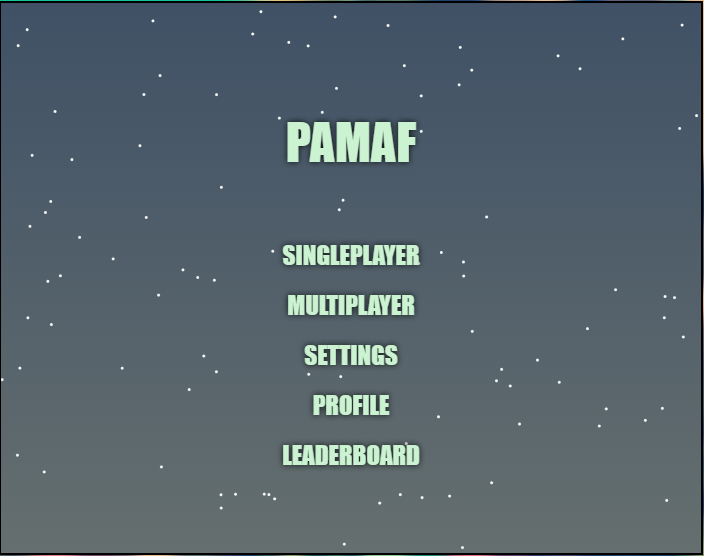 PAMAF
SINGLEPLAYER
MULTIPLAYER
SETTINGS
PROFILE
LEADERBOARD